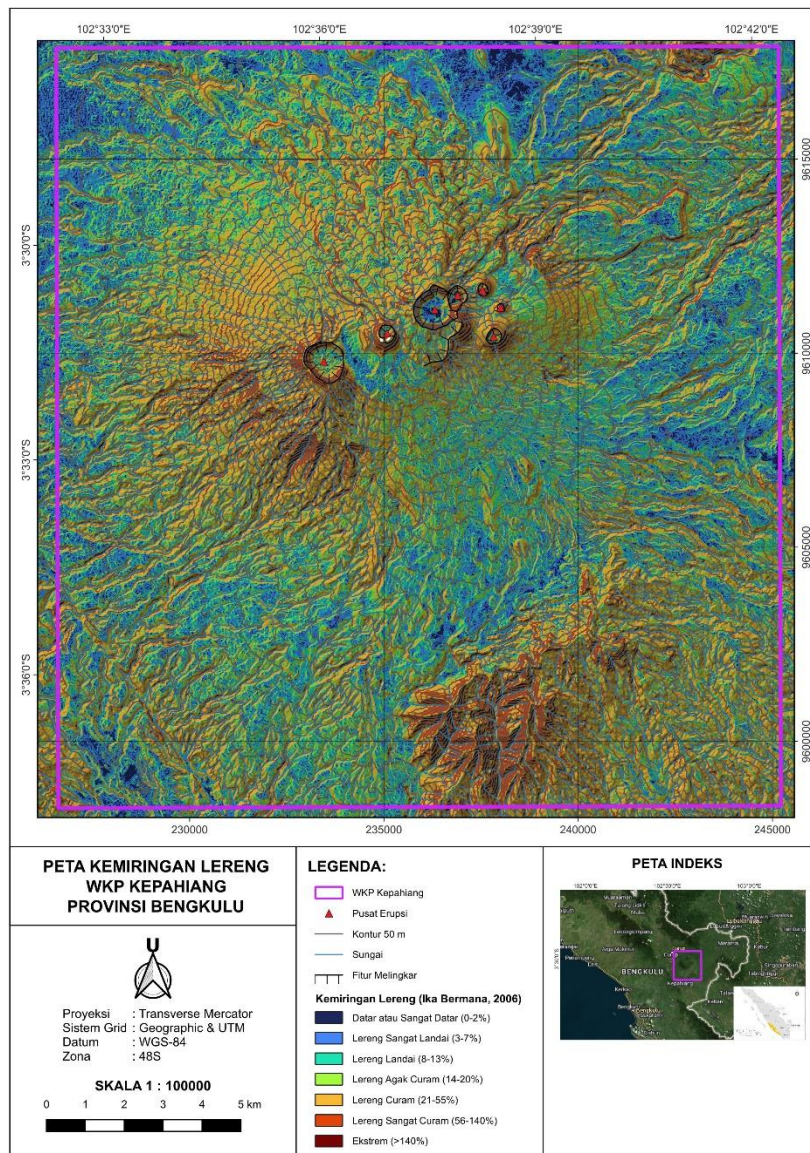 102°33'0"E
102°36'0"E
102°39'0"E
102°42'0"E
3°30'0"S
3°33'0"S
3°36'0"S
9615000
9610000
9605000
9600000
230000
235000
240000
245000
PETA KEMIRINGAN LERENG
WKP KEPAHIANG
PROVINSI BENGKULU
U
Proyeksi : Transverse Mercator
Sistem Grid : Geographic & UTM
Datum : WGS-84
Zona : 48S
SKALA 1 : 100000
0 1 2 3 4 5 km
LEGENDA:
WKP Kepahiang
Pusat Erupsi
Kontur 50 m
Sungai
Fitur Melingkar
Kemiringan Lereng (Ika Bermana, 2006)
Datar atau Sangat Datar (0-2%)
Lereng Sangat Landai (3-7%)
Lereng Landai (8-13%)
Lereng Agak Curam (14-20%)
Lereng Curam (21-55%)
Lereng Sangat Curam (56-140%)
Ekstrem (>140%)
PETA INDEKS
BENGKULU
Kepahiang
Bengkulu